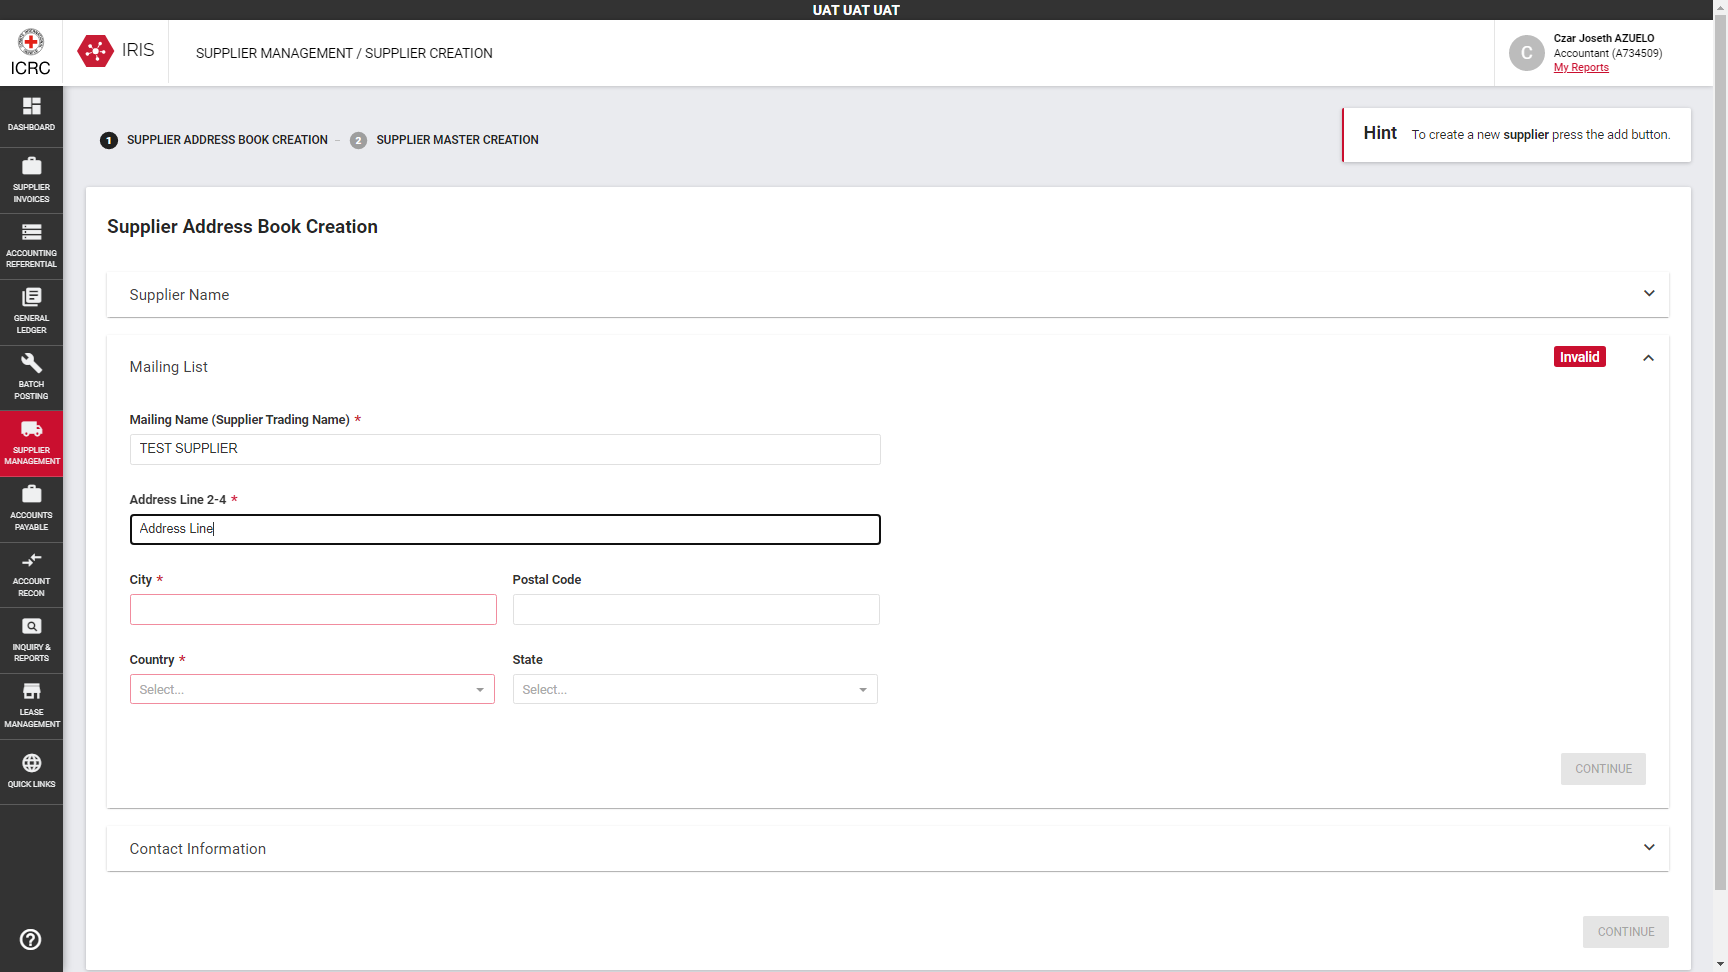 UAT UAT UAT
ICRC
IRIS
SUPPLIER MANAGEMENT / SUPPLIER CREATION
C
Czar Joseth AZUELO
Accountant (A734509)
My Reports
DASHBOARD
SUPPLIER
INVOICES
ACCOUNTING
REFERENTIAL
GENERAL
LEDGER
BATCH
POSTING
SUPPLIER
MANAGEMENT
ACCOUNTS
PAYABLE
ACCOUNT
RECON
INQUIRY &
REPORTS
LEASE
MANAGEMENT
QUICK LINKS
1 SUPPLIER ADDRESS BOOK CREATION – 2 SUPPLIER MASTER CREATION
Hint To create a new supplier press the add button.
Supplier Address Book Creation
Supplier Name
Mailing List
Invalid
Mailing Name (Supplier Trading Name) *
TEST SUPPLIER
Address Line 2-4 *
Address Line
City * Postal Code
Country * State
Select... Select...
CONTINUE
Contact Information
CONTINUE